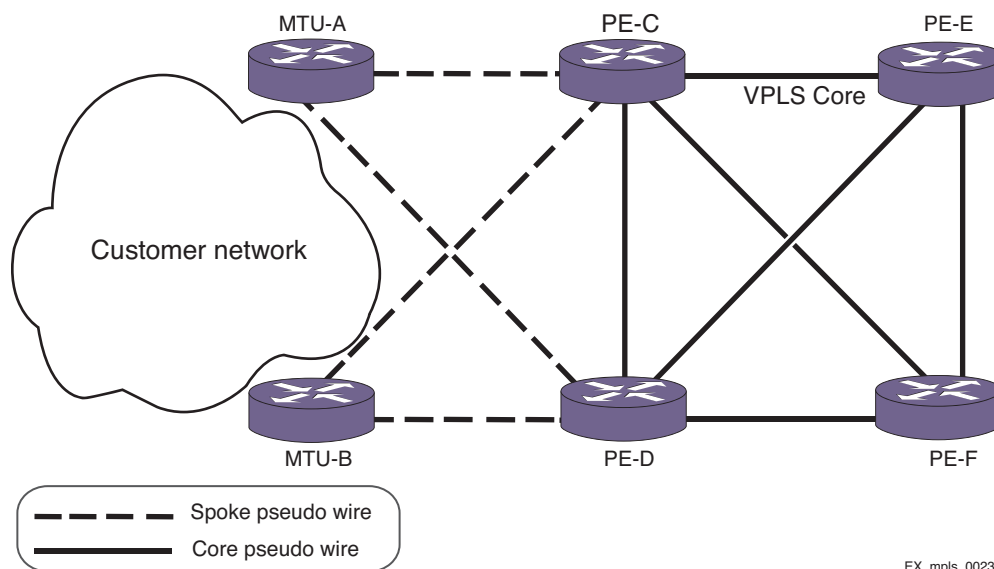 MTU-A
PE-C
PE-E
VPLS Core
Customer network
MTU-B
PE-D
PE-F
Spoke pseudo wire
Core pseudo wire
EX_mpls_0023